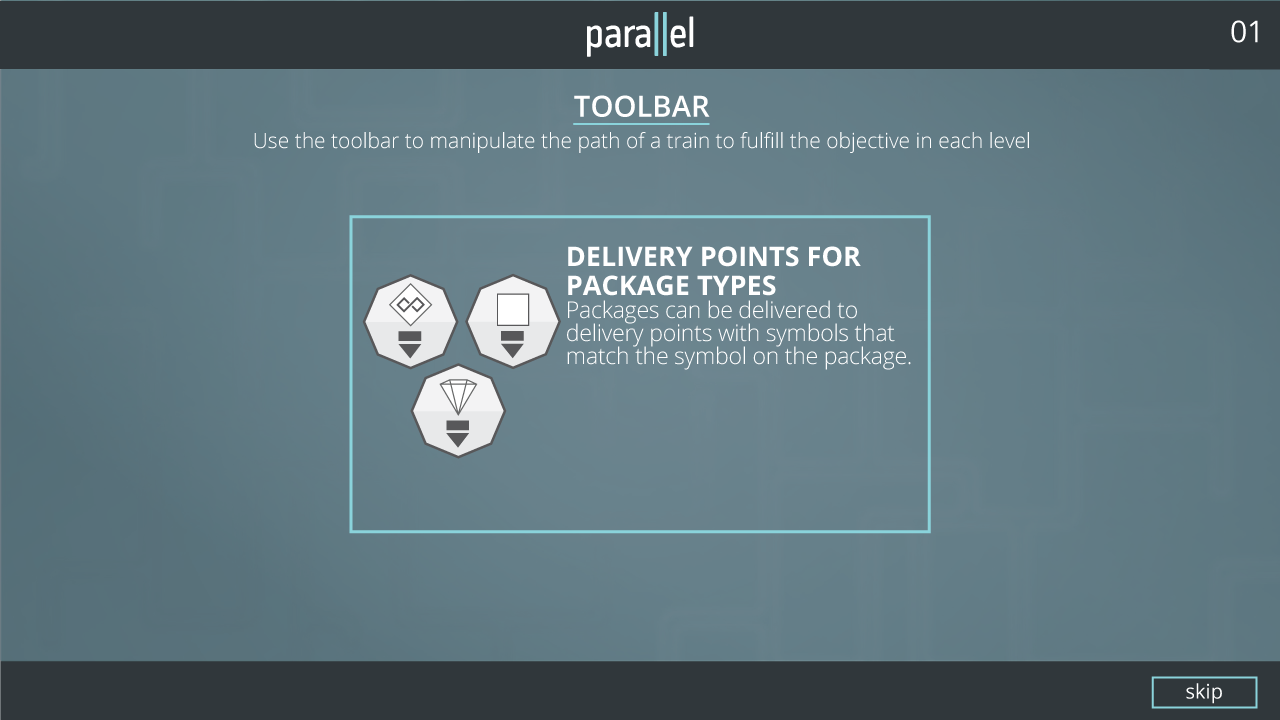 parallel
01
TOOLBAR
Use the toolbar to manipulate the path of a train to fulfill the objective in each level
DELIVERY POINTS FOR
PACKAGE TYPES
Packages can be delivered to
delivery points with symbols that
match the symbol on the package.
skip